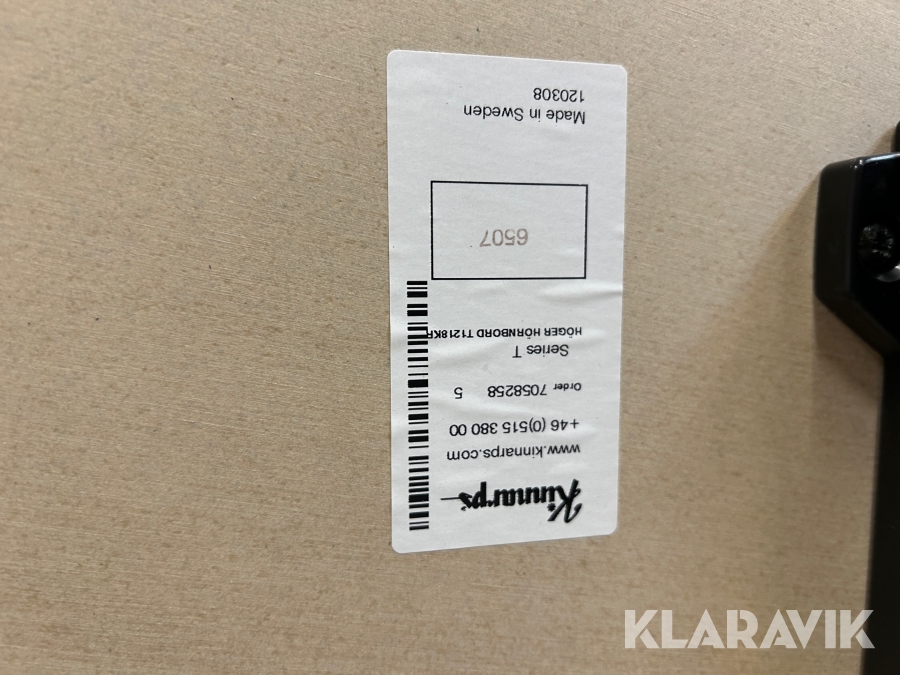 Kinnarps
www.kinnarps.com
+46 (0)515 380 00
Order 7058258 5
Series T
HÖGER HÖRNBORD T1218KR
6507
Made in Sweden
120308
KLARAVIK